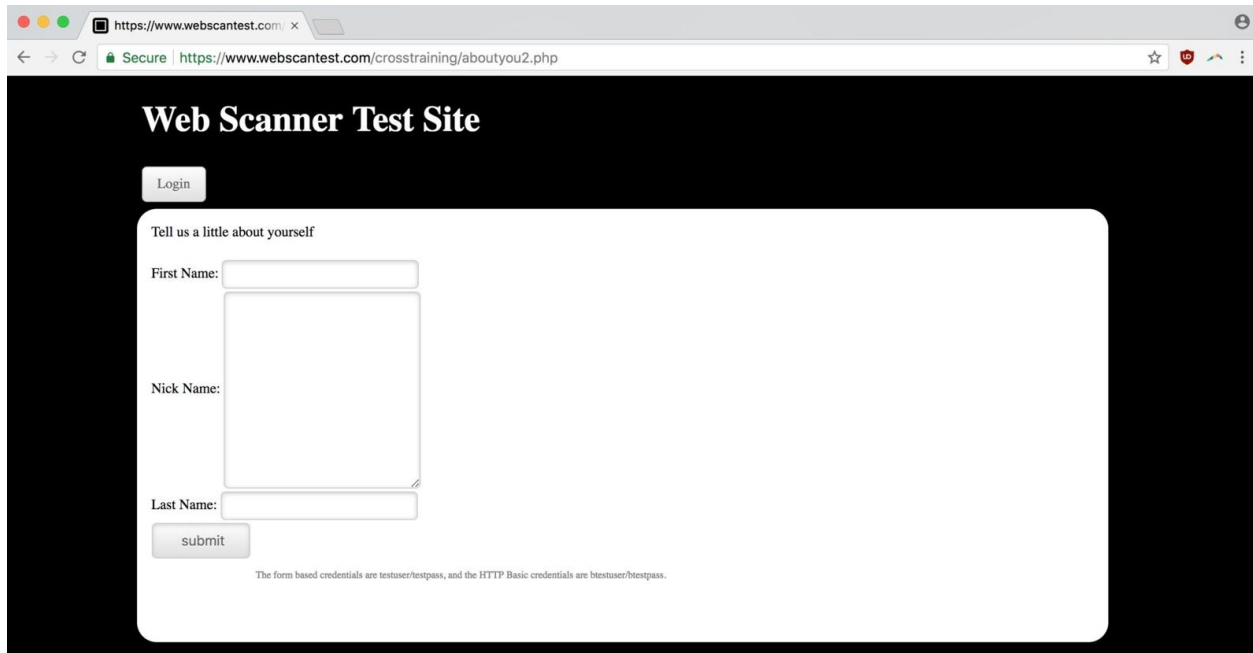 https://www.webscantest.com/
Secure https://www.webscantest.com/crosstraining/aboutyou2.php
Web Scanner Test Site
Login
Tell us a little about yourself
First Name:
Nick Name:
Last Name:
submit
The form based credentials are testuser/testpass, and the HTTP Basic credentials are btestuser/btestpass.